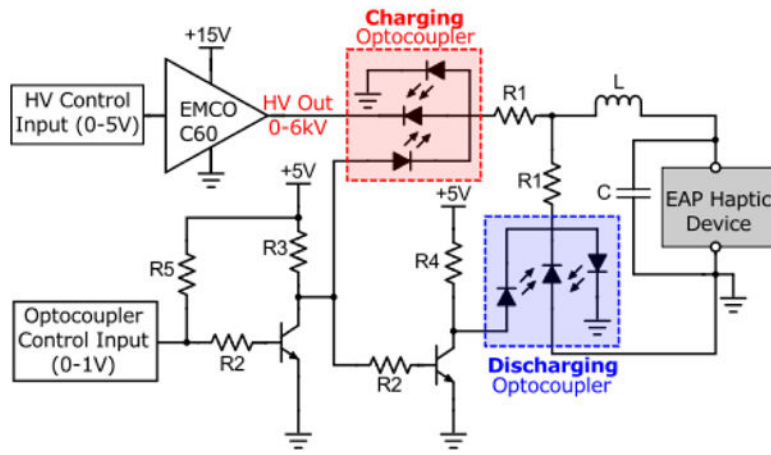 Charging
Optocoupler
+15V
HV Control
Input (0-5V)
EMCO
C60
HV Out
0-6kV
R1
L
R1
C
EAP Haptic
Device
+5V
+5V
R5
R3
R4
Optocoupler
Control Input
(0-1V)
R2
R2
Discharging
Optocoupler